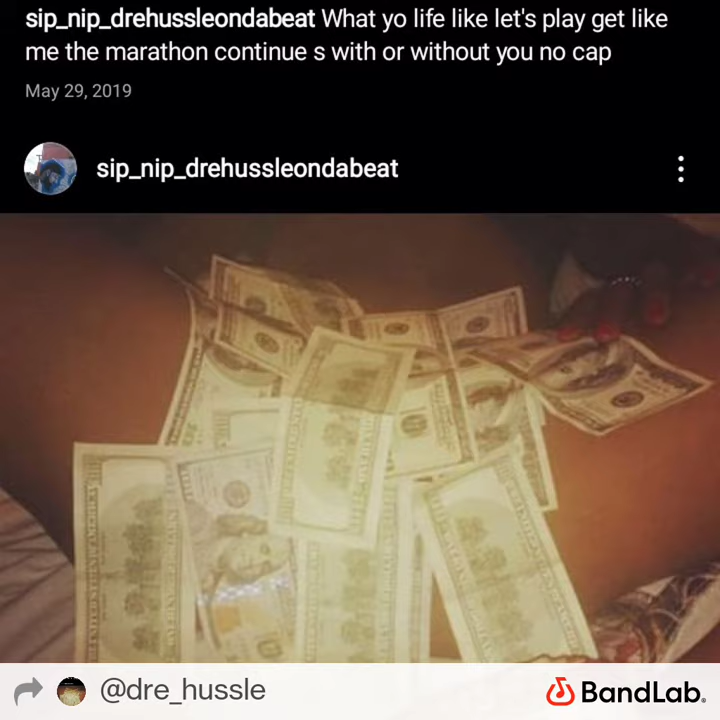 sip_nip_drehussleondabeat What yo life like let's play get like
me the marathon continue s with or without you no cap
May 29, 2019
sip_nip_drehussleondabeat
@dre_hussle
BandLab.